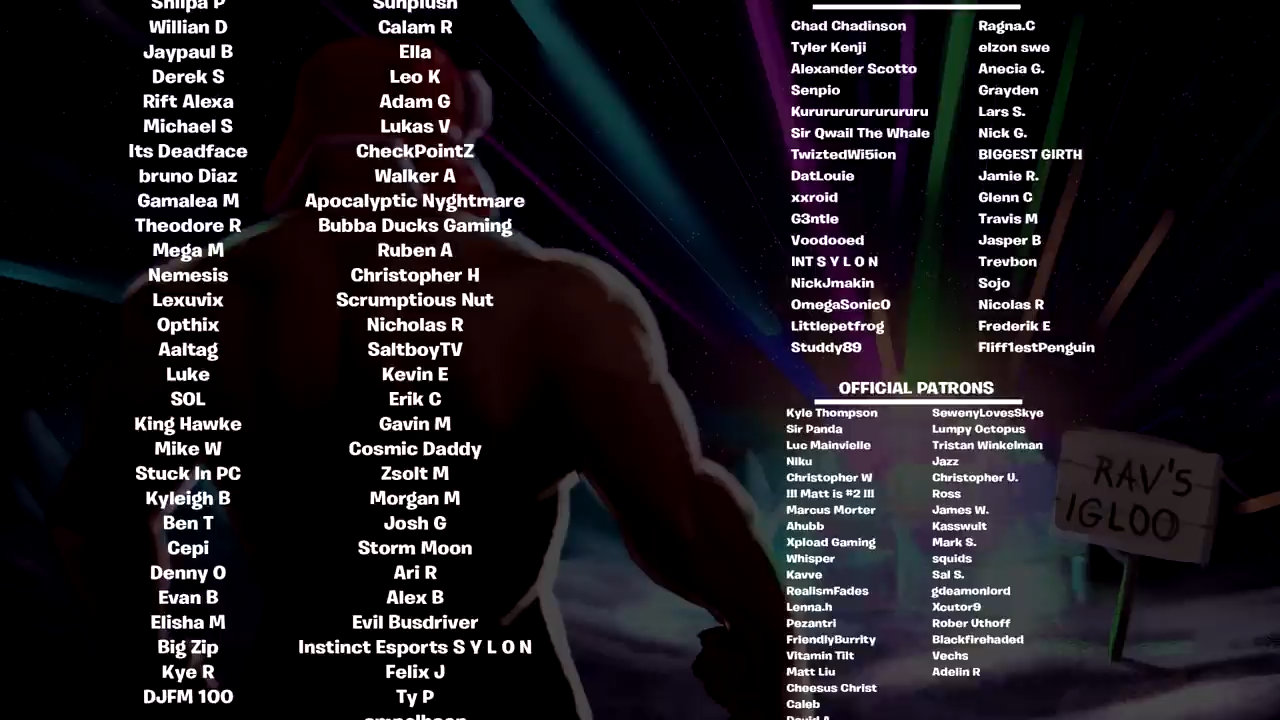 Shilpa P
Willian D
Jaypaul B
Derek S
Rift Alexa
Michael S
Its Deadface
bruno Diaz
Gamalea M
Theodore R
Mega M
Nemesis
Lexuvix
Opthix
Aaltag
Luke
SOL
King Hawke
Mike W
Stuck In PC
Kyleigh B
Ben T
Cepi
Denny O
Evan B
Elisha M
Big Zip
Kye R
DJFM 100
Sunplush
Calam R
Ella
Leo K
Adam G
Lukas V
CheckPointZ
Walker A
Apocalyptic Nyghtmare
Bubba Ducks Gaming
Ruben A
Christopher H
Scrumptious Nut
Nicholas R
SaltboyTV
Kevin E
Erik C
Gavin M
Cosmic Daddy
Zsolt M
Morgan M
Josh G
Storm Moon
Ari R
Alex B
Evil Busdriver
Instinct Esports S Y L O N
Felix J
Ty P
Chad Chadinson
Tyler Kenji
Alexander Scotto
Senpio
Kurururururururururu
Sir Qwail The Whale
TwiztedWi5ion
DatLouie
xxroid
G3ntle
Voodooed
INT S Y L O N
NickJmakin
OmegaSonic0
Littlepetfrog
Studdy89
Ragna.C
elzon swe
Anecia G.
Grayden
Lars S.
Nick G.
BIGGEST GIRTH
Jamie R.
Glenn C
Travis M
Jasper B
Trevbon
Sojo
Nicolas R
Frederik E
Fliff1estPenguin
OFFICIAL PATRONS
Kyle Thompson
Sir Panda
Luc Mainvielle
Niku
Christopher W
!!! Matt is #2 !!!
Marcus Morter
Ahubb
Xpload Gaming
Whisper
Kavve
RealismFades
Lenna.h
Pezantri
FriendlyBurrity
Vitamin Tilt
Matt Liu
Cheesus Christ
Caleb
David A
SewenyLovesSkye
Lumpy Octopus
Tristan Winkelman
Jazz
Christopher U.
Ross
James W.
Kasswult
Mark S.
squids
Sal S.
gdeamonlord
Xcutor9
Rober Uthoff
Blackfirehaded
Vechs
Adelin R
RAV'S
IGLOO